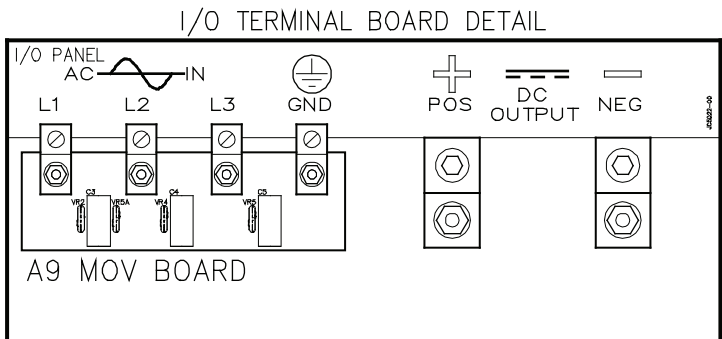 I/O TERMINAL BOARD DETAIL
I/O PANEL
AC IN
L1 L2 L3 GND
POS DC OUTPUT NEG
C3 C4 C5
VR2 VR5A VR4 VR5
A9 MOV BOARD